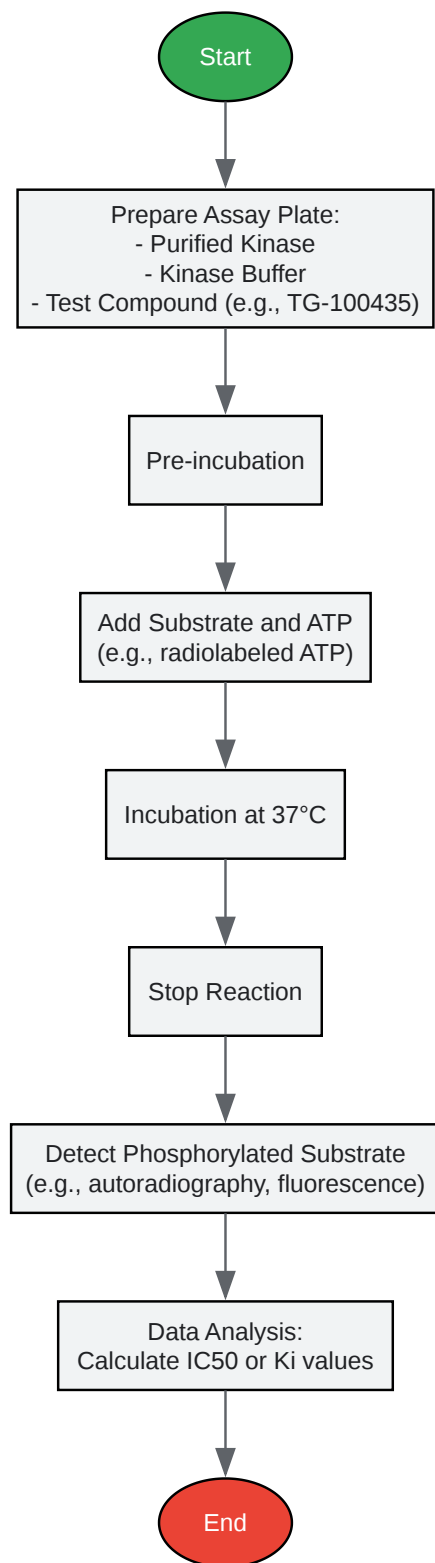 Start
Prepare Assay Plate:
- Purified Kinase
- Kinase Buffer
- Test Compound (e.g., TG-100435)
Pre-incubation
Add Substrate and ATP
(e.g., radiolabeled ATP)
Incubation at 37°C
Stop Reaction
Detect Phosphorylated Substrate
(e.g., autoradiography, fluorescence)
Data Analysis:
Calculate IC50 or Ki values
End